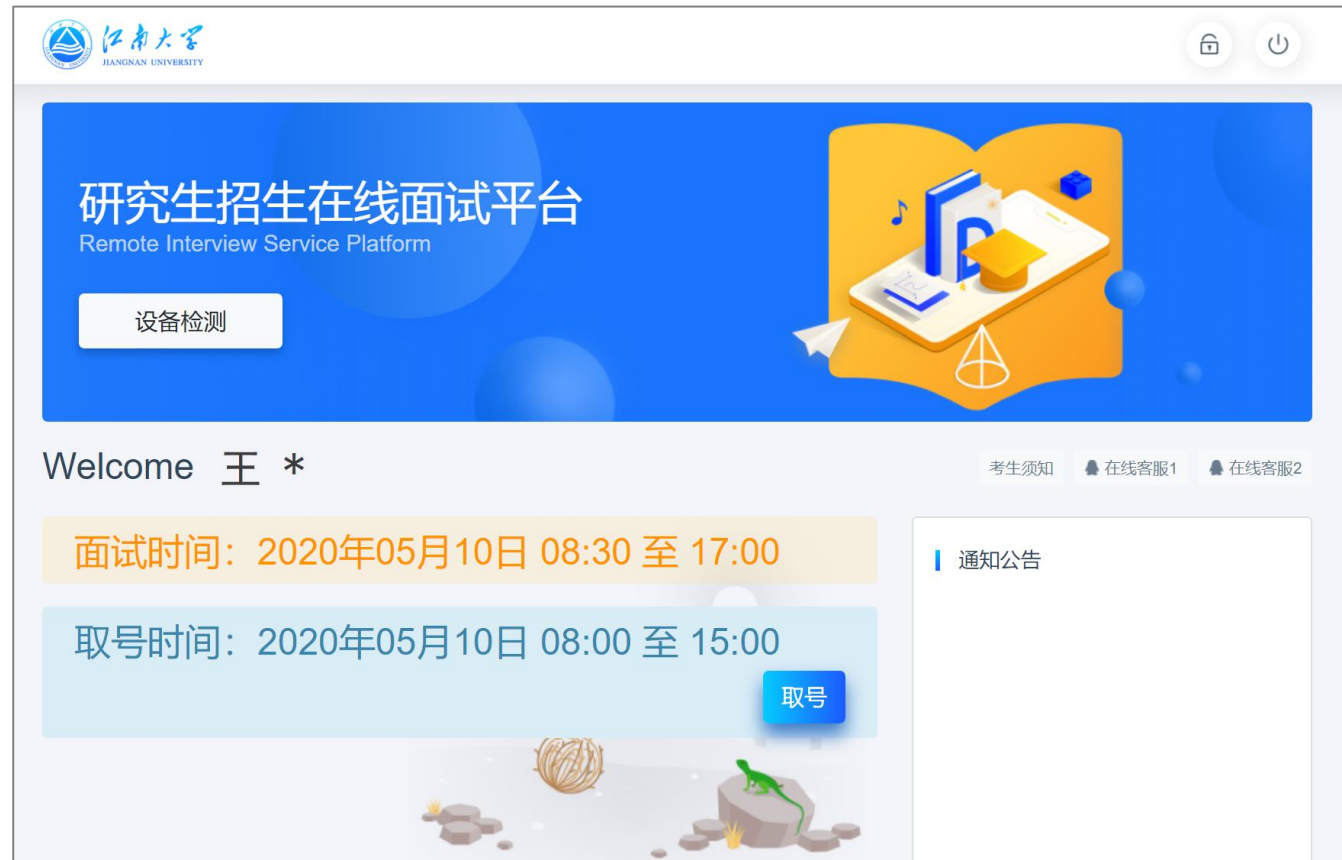 江南大学
JIANGNAN UNIVERSITY
研究生招生在线面试平台
Remote Interview Service Platform
设备检测
Welcome 王 *
考生须知
在线客服1
在线客服2
面试时间：2020年05月10日 08:30 至 17:00
取号时间：2020年05月10日 08:00 至 15:00
取号
通知公告
D